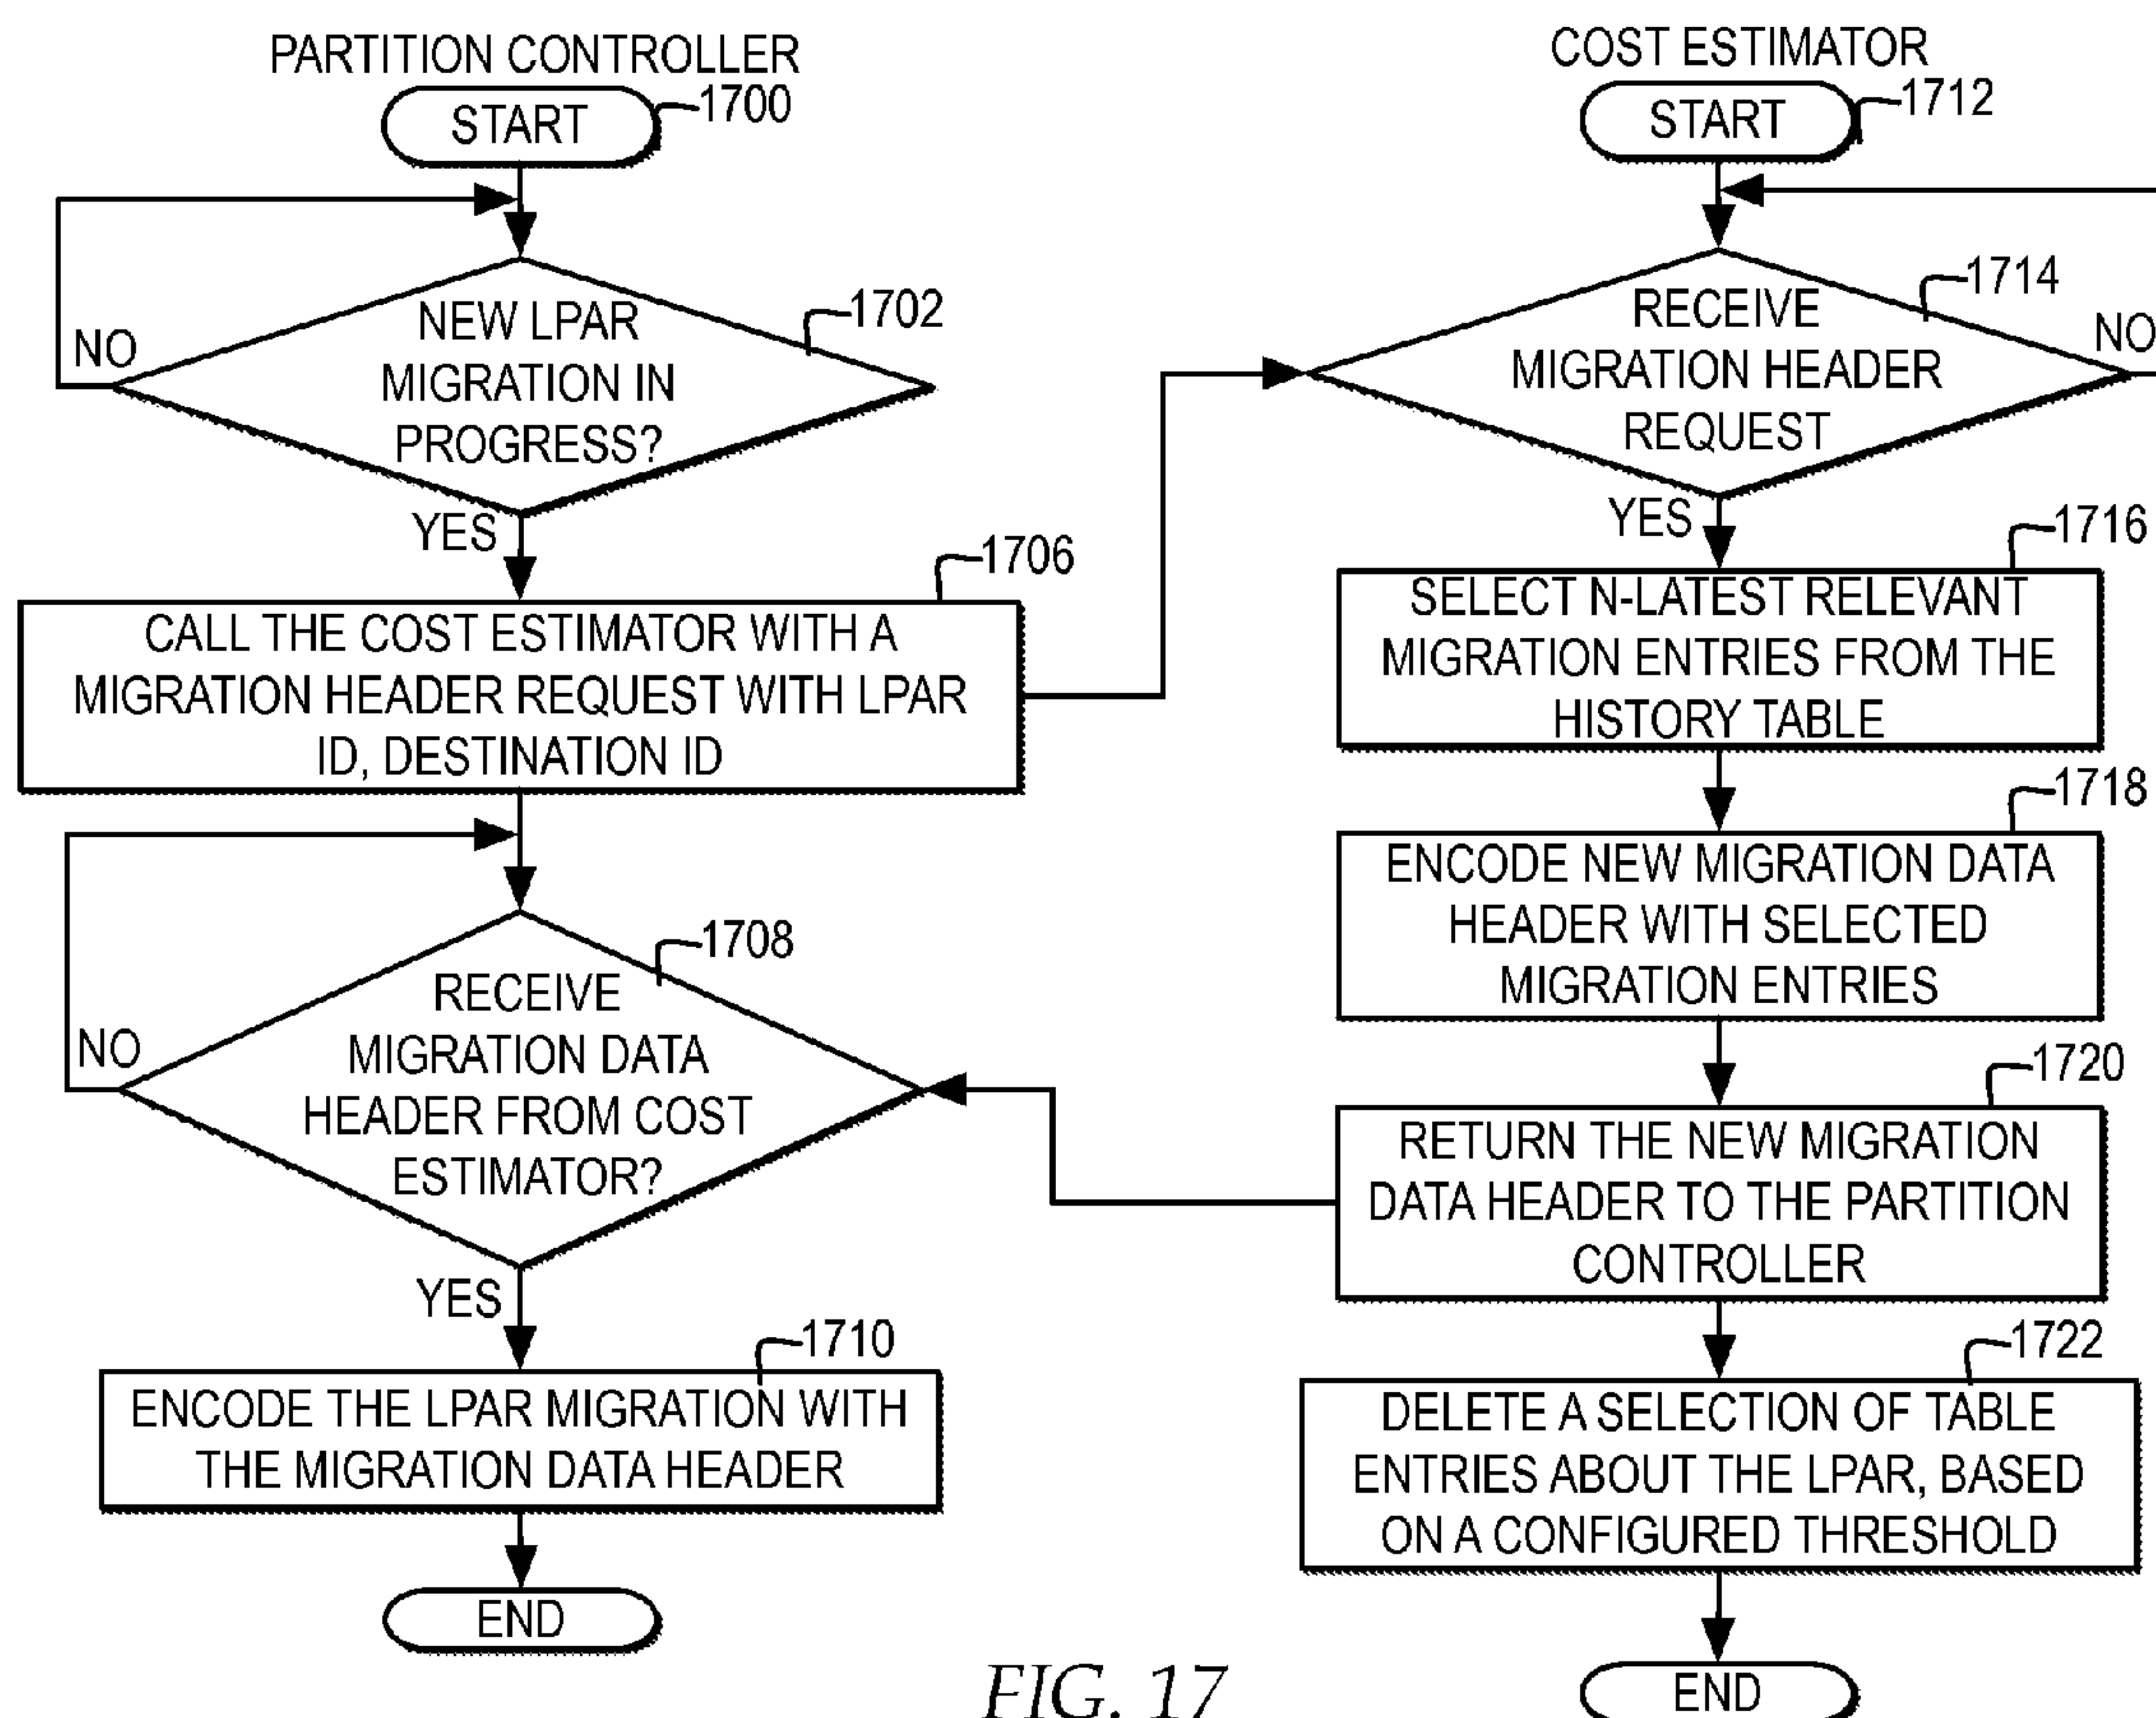 PARTITION CONTROLLER
START
1700
NEW LPAR
MIGRATION IN
PROGRESS?
1702
NO
YES
1706
CALL THE COST ESTIMATOR WITH A
MIGRATION HEADER REQUEST WITH LPAR
ID, DESTINATION ID
1708
RECEIVE
MIGRATION DATA
HEADER FROM COST
ESTIMATOR?
NO
YES
1710
ENCODE THE LPAR MIGRATION WITH
THE MIGRATION DATA HEADER
END
COST ESTIMATOR
START
1712
1714
RECEIVE
MIGRATION HEADER
REQUEST
NO
YES
1716
SELECT N-LATEST RELEVANT
MIGRATION ENTRIES FROM THE
HISTORY TABLE
1718
ENCODE NEW MIGRATION DATA
HEADER WITH SELECTED
MIGRATION ENTRIES
1720
RETURN THE NEW MIGRATION
DATA HEADER TO THE PARTITION
CONTROLLER
1722
DELETE A SELECTION OF TABLE
ENTRIES ABOUT THE LPAR, BASED
ON A CONFIGURED THRESHOLD
END
FIG. 17